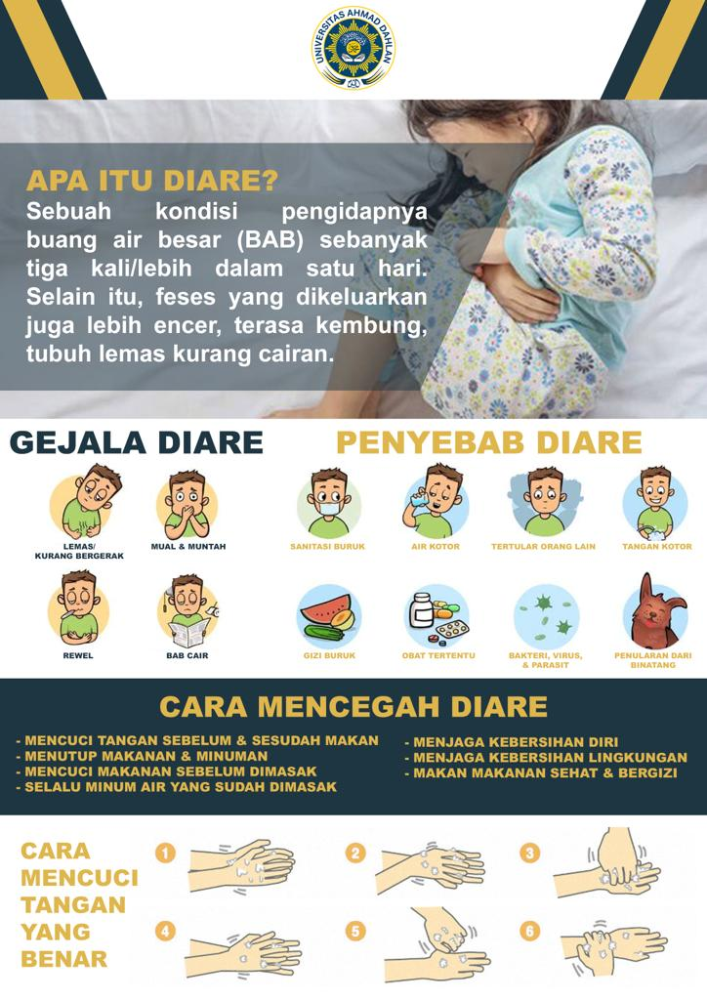 UNIVERSITAS AHMAD DAHLAN
APA ITU DIARE?
Sebuah kondisi pengidapnya
buang air besar (BAB) sebanyak
tiga kali/lebih dalam satu hari.
Selain itu, feses yang dikeluarkan
juga lebih encer, terasa kembung,
tubuh lemas kurang cairan.
GEJALA DIARE
LEMAS/
KURANG BERGERAK
MUAL & MUNTAH
REWEL
BAB CAIR
PENYEBAB DIARE
SANITASI BURUK
AIR KOTOR
TERTULAR ORANG LAIN
TANGAN KOTOR
GIZI BURUK
OBAT TERTENTU
BAKTERI, VIRUS,
& PARASIT
PENULARAN DARI
BINATANG
CARA MENCEGAH DIARE
- MENCUCI TANGAN SEBELUM & SESUDAH MAKAN
- MENUTUP MAKANAN & MINUMAN
- MENCUCI MAKANAN SEBELUM DIMASAK
- SELALU MINUM AIR YANG SUDAH DIMASAK
- MENJAGA KEBERSIHAN DIRI
- MENJAGA KEBERSIHAN LINGKUNGAN
- MAKAN MAKANAN SEHAT & BERGIZI
CARA
MENCUCI
TANGAN
YANG
BENAR
1
2
3
4
5
6